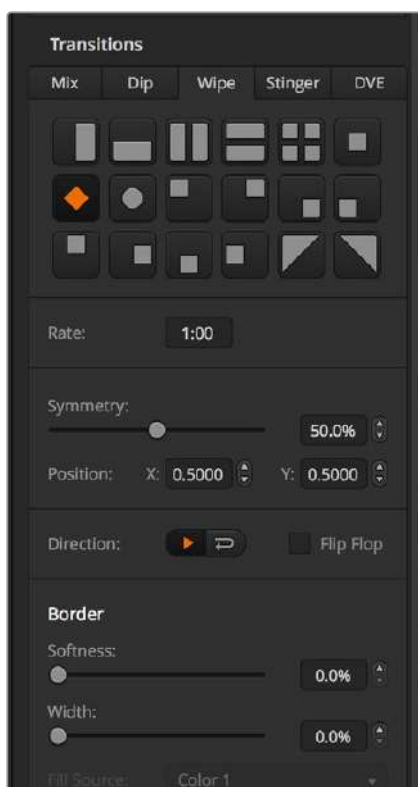 Transitions
Mix Dip Wipe Stinger DVE
Rate: 1:00
Symmetry:
50.0%
Position: X: 0.5000 Y: 0.5000
Direction: Flip Flop
Border
Softness:
0.0%
Width:
0.0%
Fill Source: Color 1